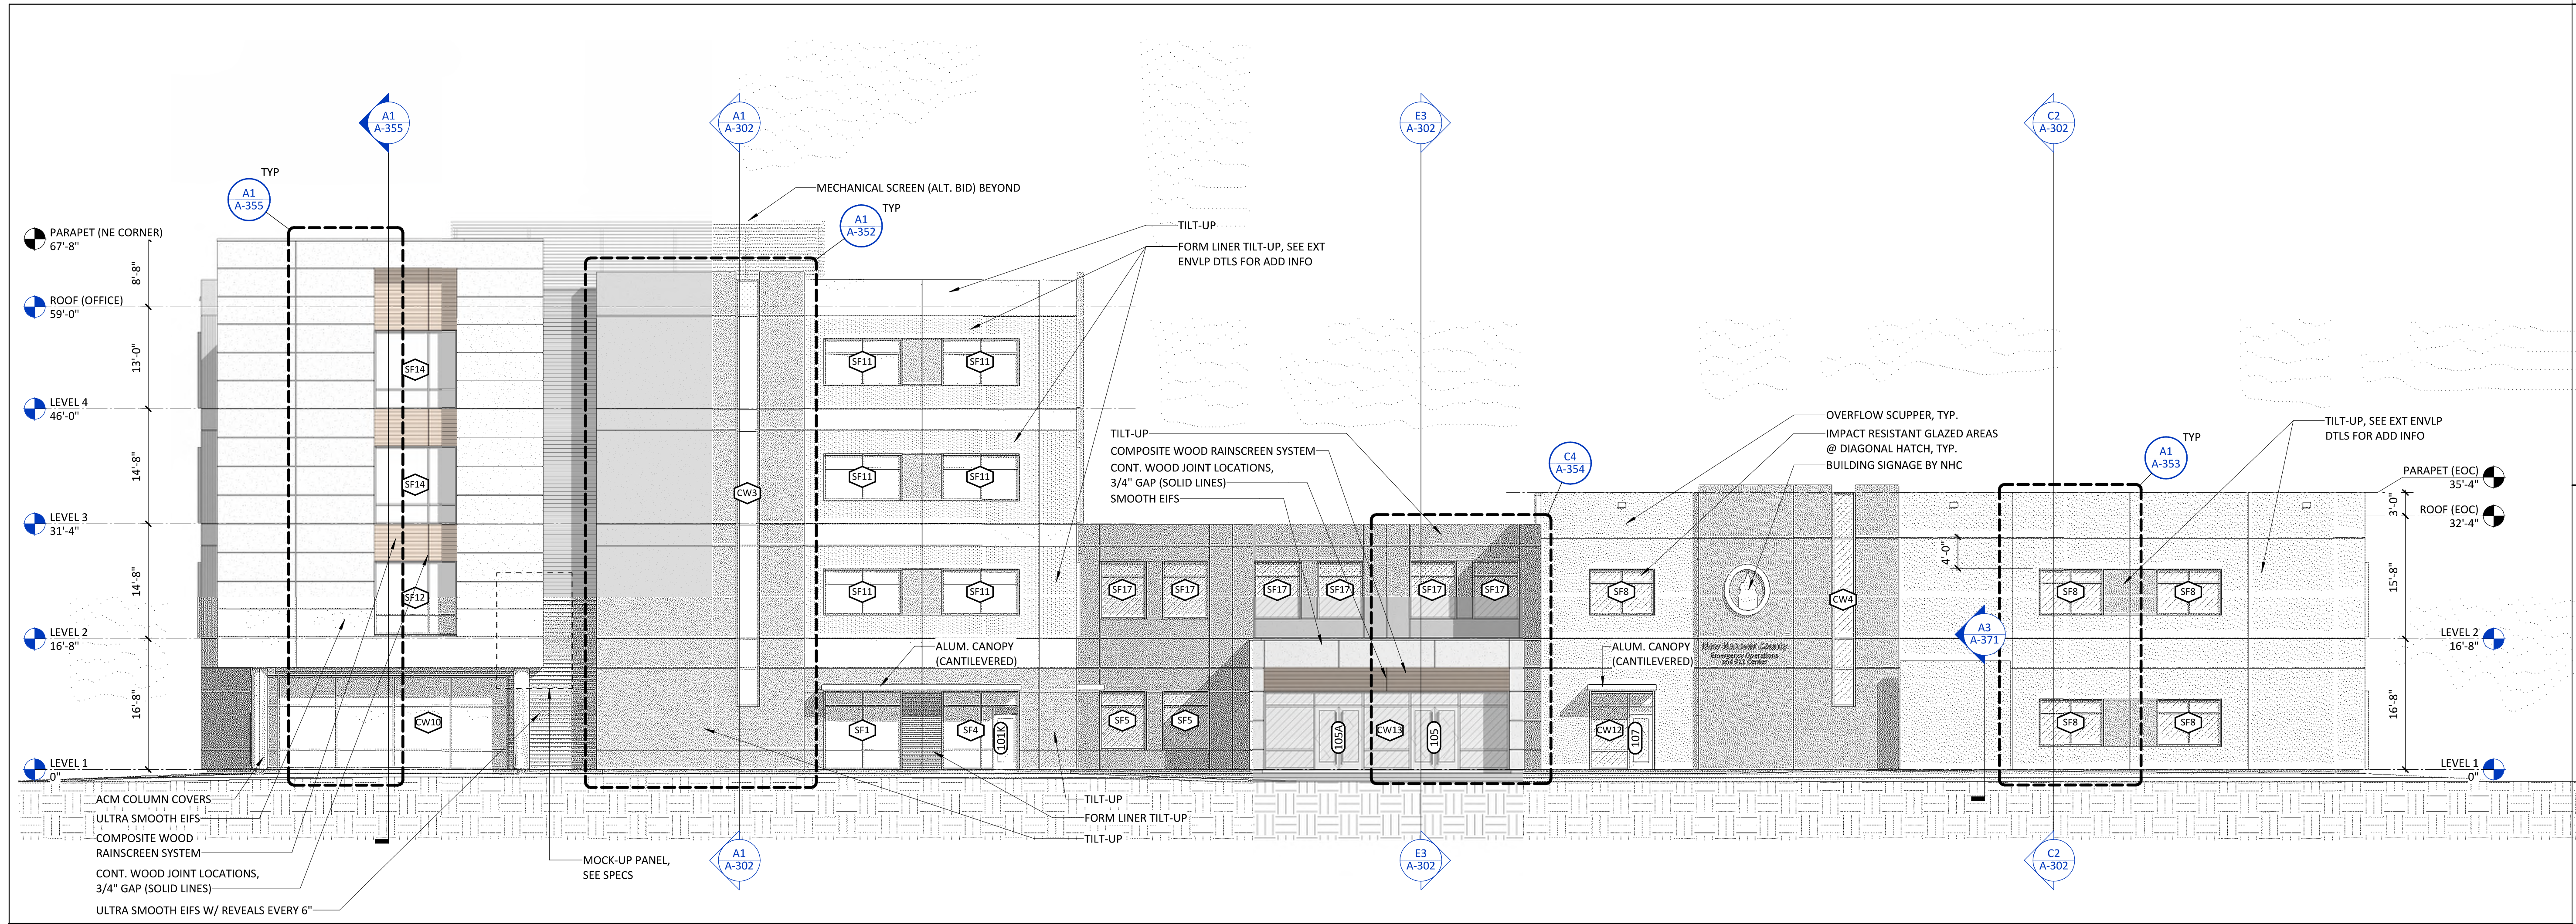 A1
A-355
A1
A-302
E3
A-302
C2
A-302
TYP
A1
A-355
MECHANICAL SCREEN (ALT. BID) BEYOND
TYP
A1
A-352
TILT-UP
FORM LINER TILT-UP, SEE EXT
ENVLP DTLS FOR ADD INFO
PARAPET (NE CORNER)
67'-8"
8'-8"
ROOF (OFFICE)
59'-0"
13'-0"
LEVEL 4
46'-0"
14'-8"
LEVEL 3
31'-4"
14'-8"
LEVEL 2
16'-8"
16'-8"
LEVEL 1
0"
SF14
SF14
SF12
CW10
CW3
SF11
SF11
SF11
SF11
SF11
SF11
ALUM. CANOPY
(CANTILEVERED)
SF1
SF4
101K
TILT-UP
COMPOSITE WOOD RAINSCREEN SYSTEM
CONT. WOOD JOINT LOCATIONS,
3/4" GAP (SOLID LINES)
SMOOTH EIFS
C4
A-354
SF17
SF17
SF17
SF17
SF17
SF17
SF5
SF5
105A
CW13
105
OVERFLOW SCUPPER, TYP.
IMPACT RESISTANT GLAZED AREAS
@ DIAGONAL HATCH, TYP.
BUILDING SIGNAGE BY NHC
SF8
ALUM. CANOPY
(CANTILEVERED)
CW12
107
New Hanover County
Emergency Operations
and 911 Center
CW4
4'-0"
A3
A-371
TYP
A1
A-353
TILT-UP, SEE EXT ENVLP
DTLS FOR ADD INFO
SF8
SF8
SF8
SF8
PARAPET (EOC)
35'-4"
3'-0"
ROOF (EOC)
32'-4"
15'-8"
LEVEL 2
16'-8"
16'-8"
LEVEL 1
0"
ACM COLUMN COVERS
ULTRA SMOOTH EIFS
COMPOSITE WOOD
RAINSCREEN SYSTEM
CONT. WOOD JOINT LOCATIONS,
3/4" GAP (SOLID LINES)
ULTRA SMOOTH EIFS W/ REVEALS EVERY 6"
MOCK-UP PANEL,
SEE SPECS
TILT-UP
FORM LINER TILT-UP
TILT-UP
A1
A-302
E3
A-302
C2
A-302